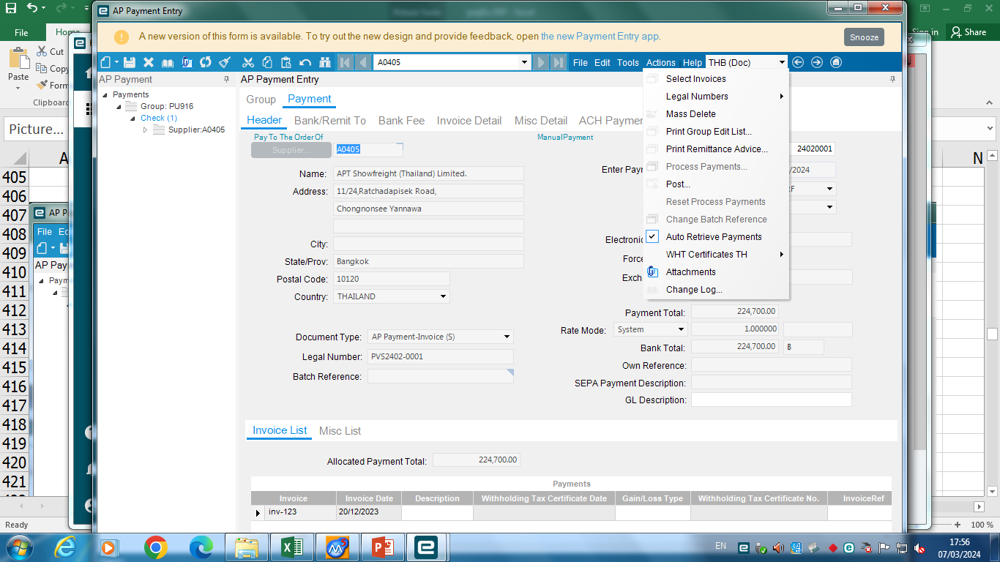 AP Payment Entry
A new version of this form is available. To try out the new design and provide feedback, open the new Payment Entry app.
Snooze
A0405
File Edit Tools Actions Help THB (Doc)
AP Payment
Payments
Group: PU916
Check (1)
Supplier:A0405
AP Payment Entry
Group Payment
Header Bank/Remit To Bank Fee Invoice Detail Misc Detail ACH Paymen
Pay To The Order Of
ManualPayment
Supplier... A0405
24020001
Name: APT Showfreight (Thailand) Limited.
Enter Payr
/2024
Address: 11/24,Ratchadapisek Road,
Chongnonsee Yannawa
City:
Electronic
State/Prov: Bangkok
Force
Postal Code: 10120
Exch
Country: THAILAND
Payment Total: 224,700.00
Rate Mode: System 1.000000
Document Type: AP Payment-Invoice (S)
Bank Total: 224,700.00 ฿
Legal Number: PVS2402-0001
Own Reference:
Batch Reference:
SEPA Payment Description:
GL Description:
Select Invoices
Legal Numbers
Mass Delete
Print Group Edit List...
Print Remittance Advice...
Process Payments...
Post...
Reset Process Payments
Change Batch Reference
Auto Retrieve Payments
WHT Certificates TH
Attachments
Change Log...
Invoice List Misc List
Allocated Payment Total: 224,700.00
Payments
Invoice Invoice Date Description Withholding Tax Certificate Date Gain/Loss Type Withholding Tax Certificate No. InvoiceRef
inv-123 20/12/2023
File
Hom
Cut
Copy
Form
Paste
Clipboard
Picture...
A
N
405
406
407
408
409
410
411
412
413
414
415
416
417
418
419
420
421
AP P
File Ed
AP Pay
Paym
Sign in
Share
Ready
100 %
EN
17:56
07/03/2024